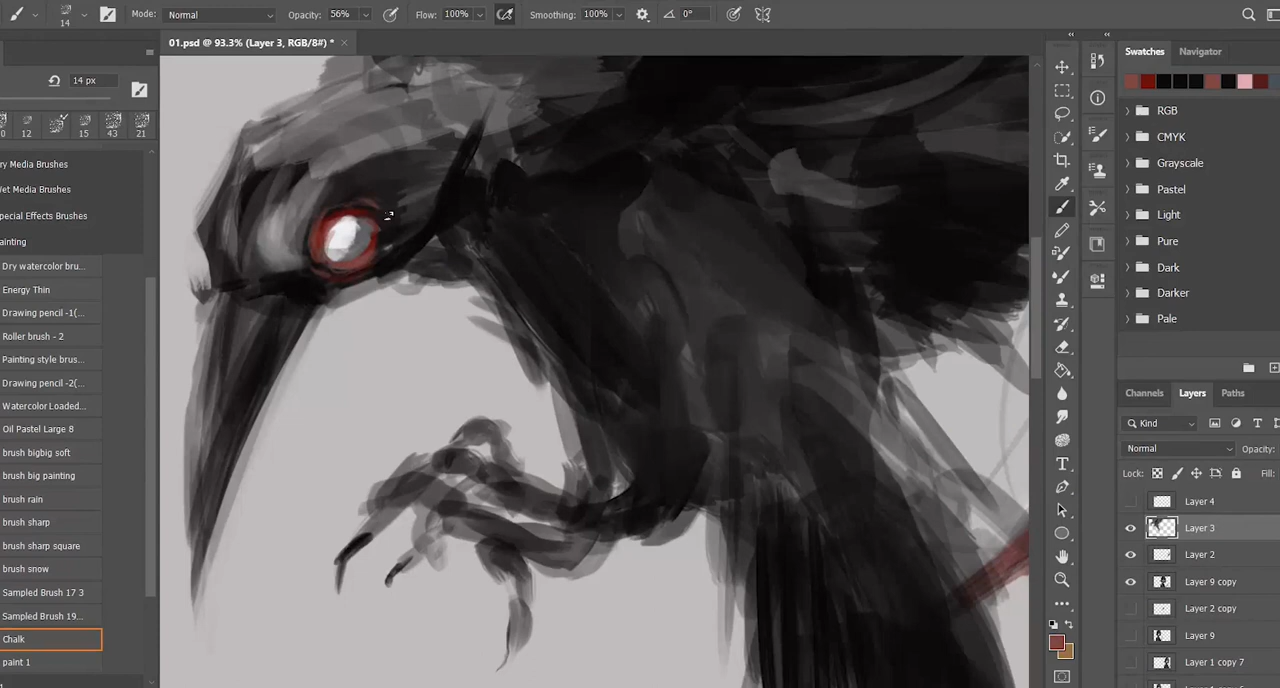 14
Mode: Normal
Opacity: 56%
Flow: 100%
Smoothing: 100%
0°
01.psd @ 93.3% (Layer 3, RGB/8#) *
14 px
0 12 15 43 21
ry Media Brushes
Wet Media Brushes
pecial Effects Brushes
ainting
Dry watercolor bru...
Energy Thin
Drawing pencil -1(...
Roller brush - 2
Painting style brus...
Drawing pencil -2(...
Watercolor Loaded...
Oil Pastel Large 8
brush bigbig soft
brush big painting
brush rain
brush sharp
brush sharp square
brush snow
Sampled Brush 17 3
Sampled Brush 19...
Chalk
paint 1
Swatches Navigator
RGB
CMYK
Grayscale
Pastel
Light
Pure
Dark
Darker
Pale
Channels Layers Paths
Kind
Normal Opacity:
Lock: Fill:
Layer 4
Layer 3
Layer 2
Layer 9 copy
Layer 2 copy
Layer 9
Layer 1 copy 7